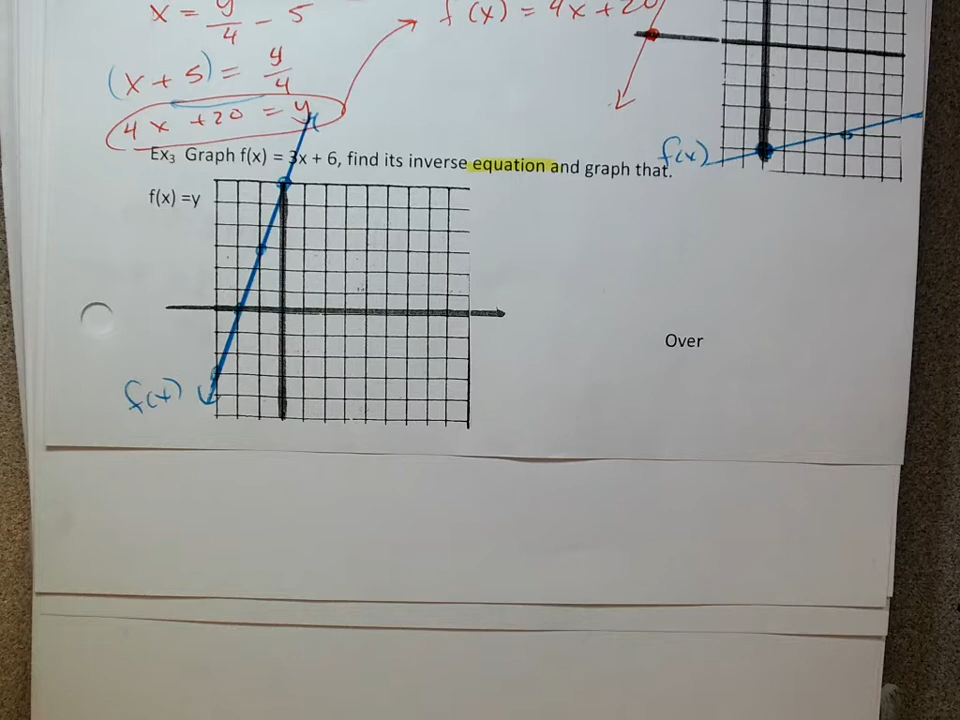 x = y/4 - 5
f(x) = 4x + 20
(x + 5) = y/4
4x + 20 = y
Ex3 Graph f(x) = 3x + 6, find its inverse equation and graph that.
f(x)
f(x) =y
Over
f(x)